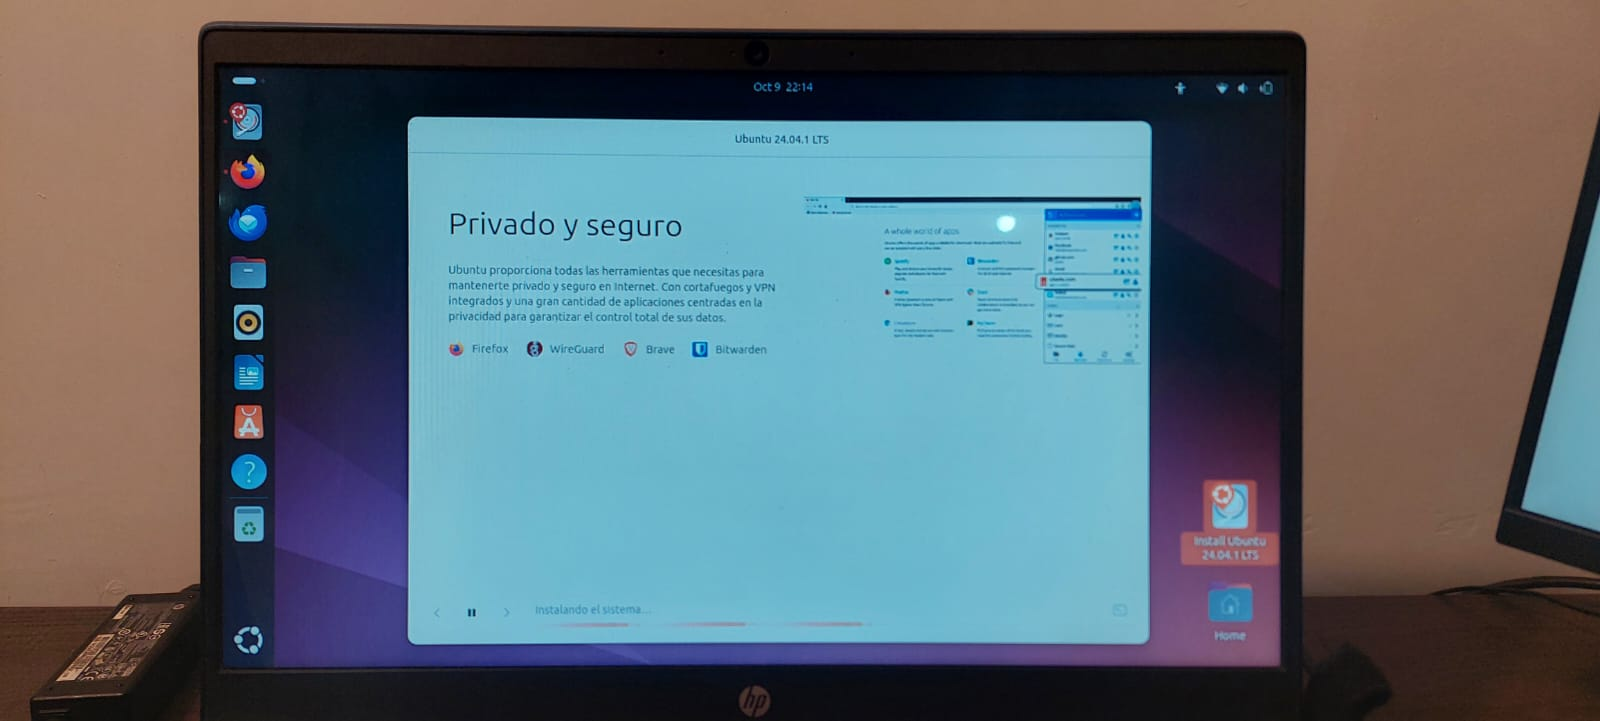 Oct 9 22:14
Ubuntu 24.04.1 LTS
Privado y seguro
Ubuntu proporciona todas las herramientas que necesitas para
mantenerte privado y seguro en Internet. Con cortafuegos y VPN
integrados y una gran cantidad de aplicaciones centradas en la
privacidad para garantizar el control total de sus datos.
Firefox WireGuard Brave Bitwarden
A whole world of apps
Instalando el sistema...
Install Ubuntu
24.04.1 LTS
Home
hp